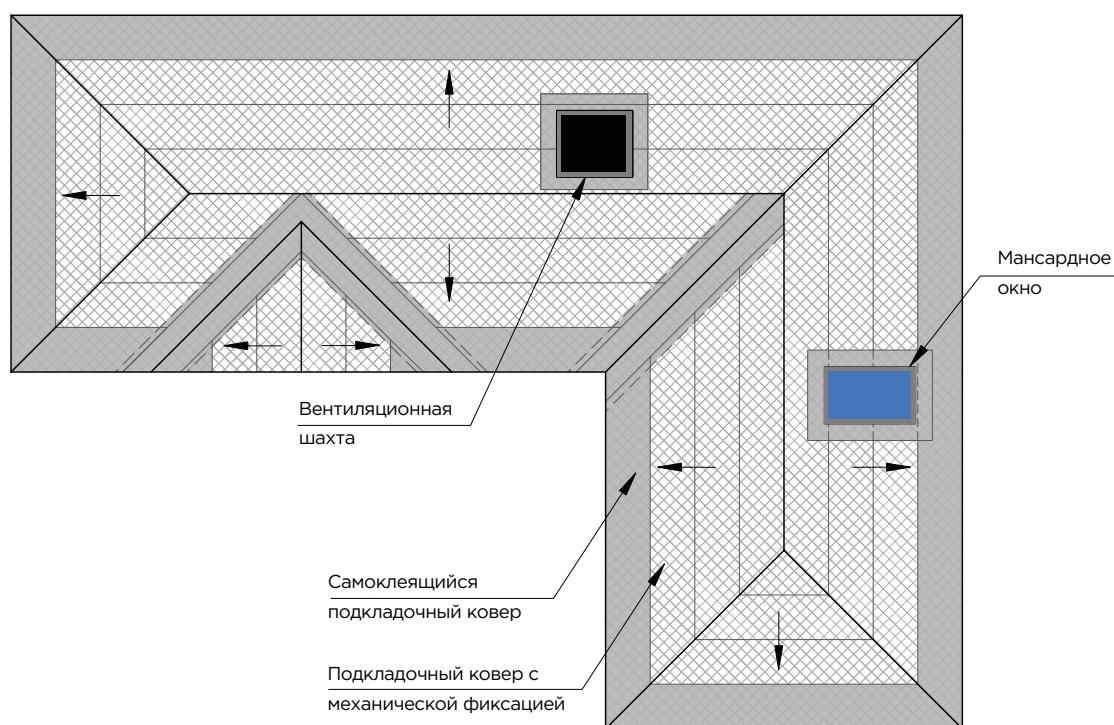 Мансардное
окно
Вентиляционная
шахта
Самоклеящийся
подкладочный ковер
Подкладочный ковер с
механической фиксацией